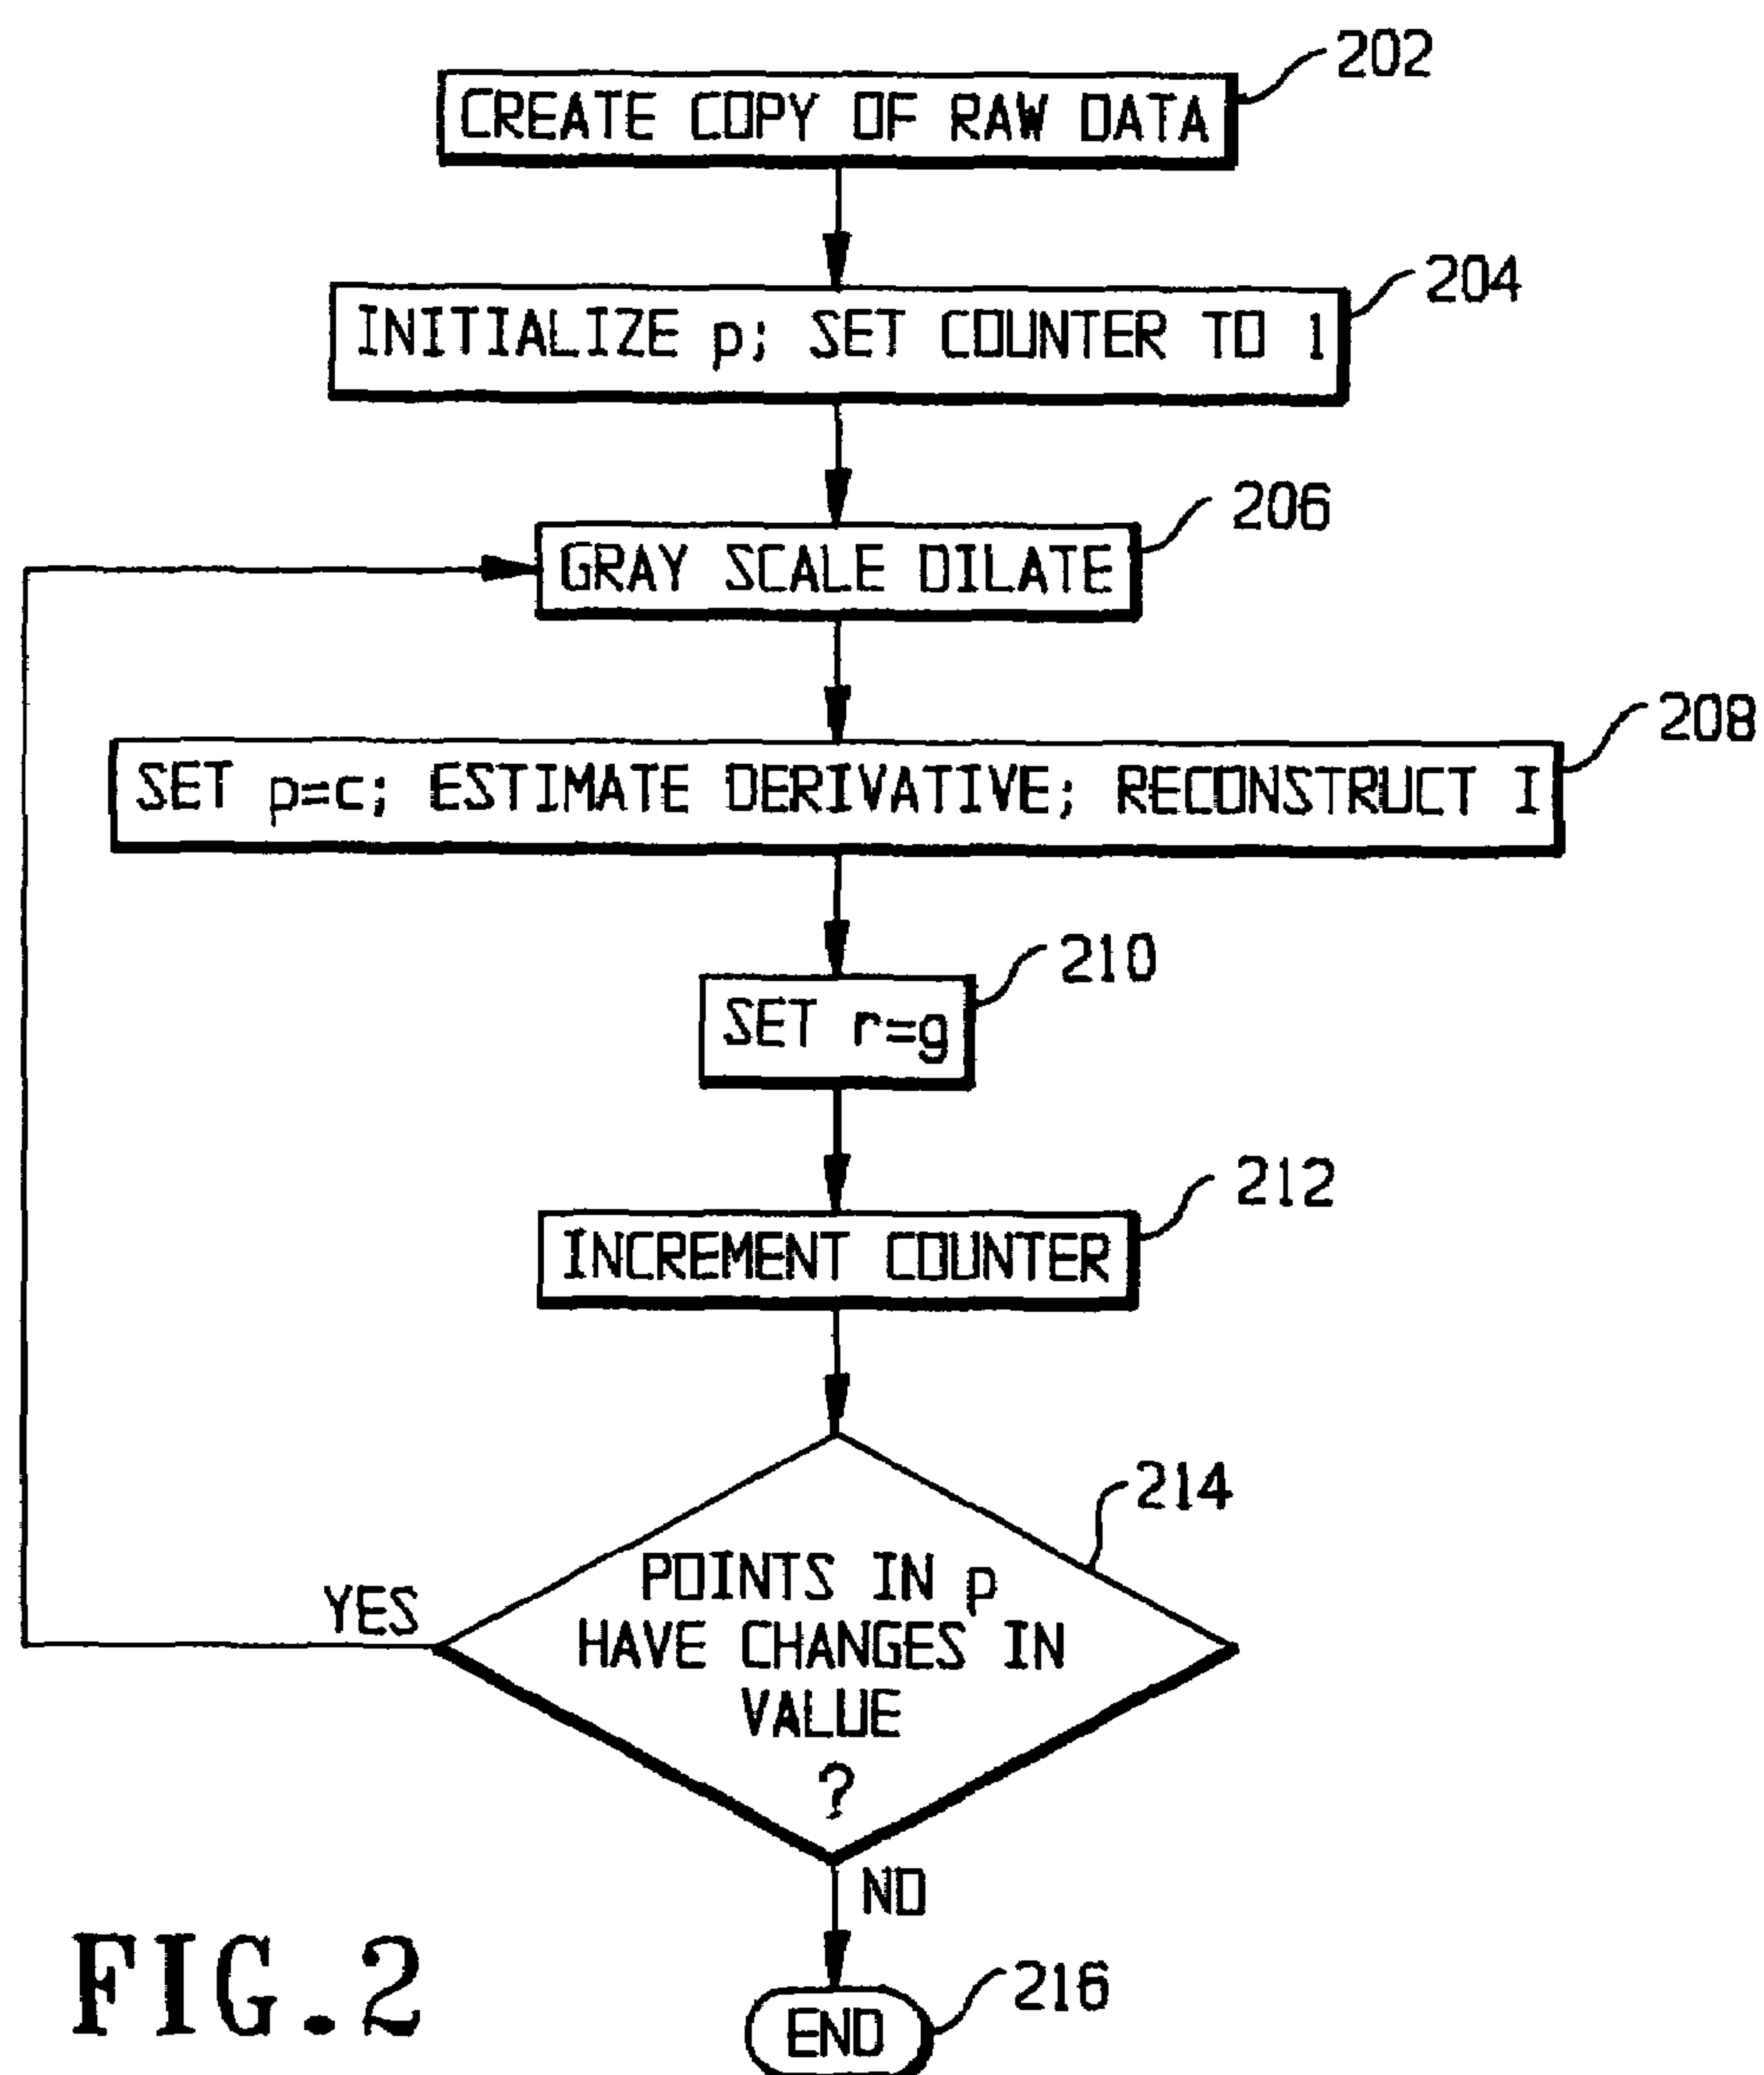 202
CREATE COPY OF RAW DATA
204
INITIALIZE p; SET COUNTER TO 1
206
GRAY SCALE DILATE
208
SET p=c; ESTIMATE DERIVATIVE; RECONSTRUCT I
210
SET r=g
212
INCREMENT COUNTER
214
POINTS IN p
HAVE CHANGES IN
VALUE
?
YES
NO
216
END
FIG.2